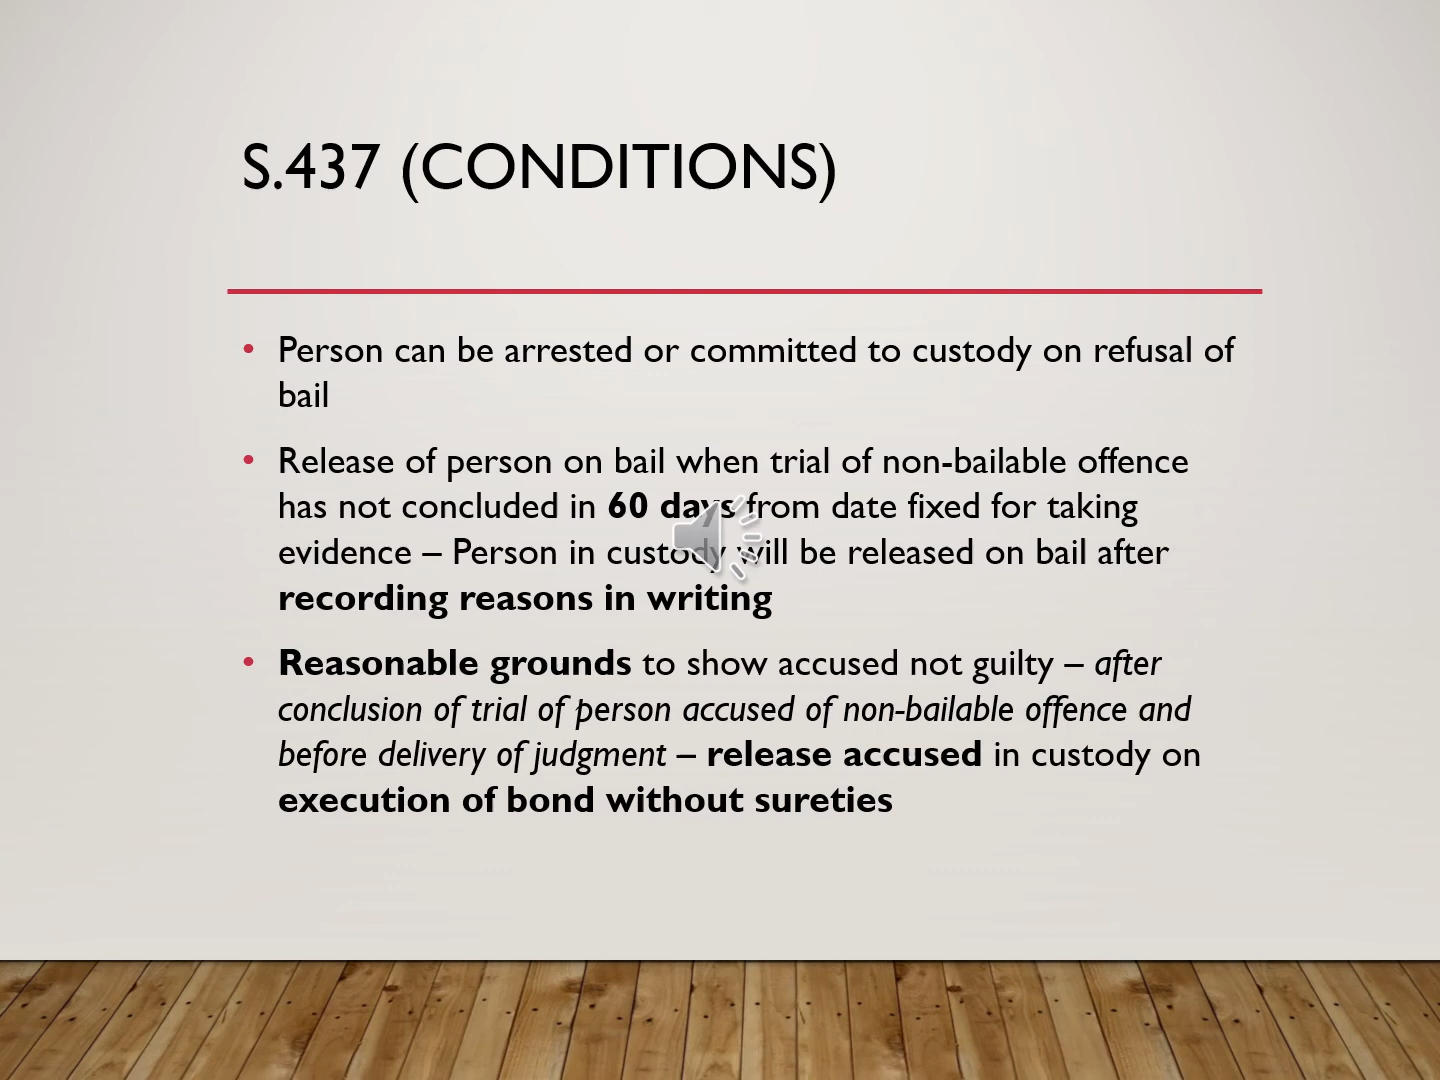 S.437 (CONDITIONS)
• Person can be arrested or committed to custody on refusal of
bail
• Release of person on bail when trial of non-bailable offence
has not concluded in 60 days from date fixed for taking
evidence – Person in custody will be released on bail after
recording reasons in writing
• Reasonable grounds to show accused not guilty – after
conclusion of trial of person accused of non-bailable offence and
before delivery of judgment – release accused in custody on
execution of bond without sureties